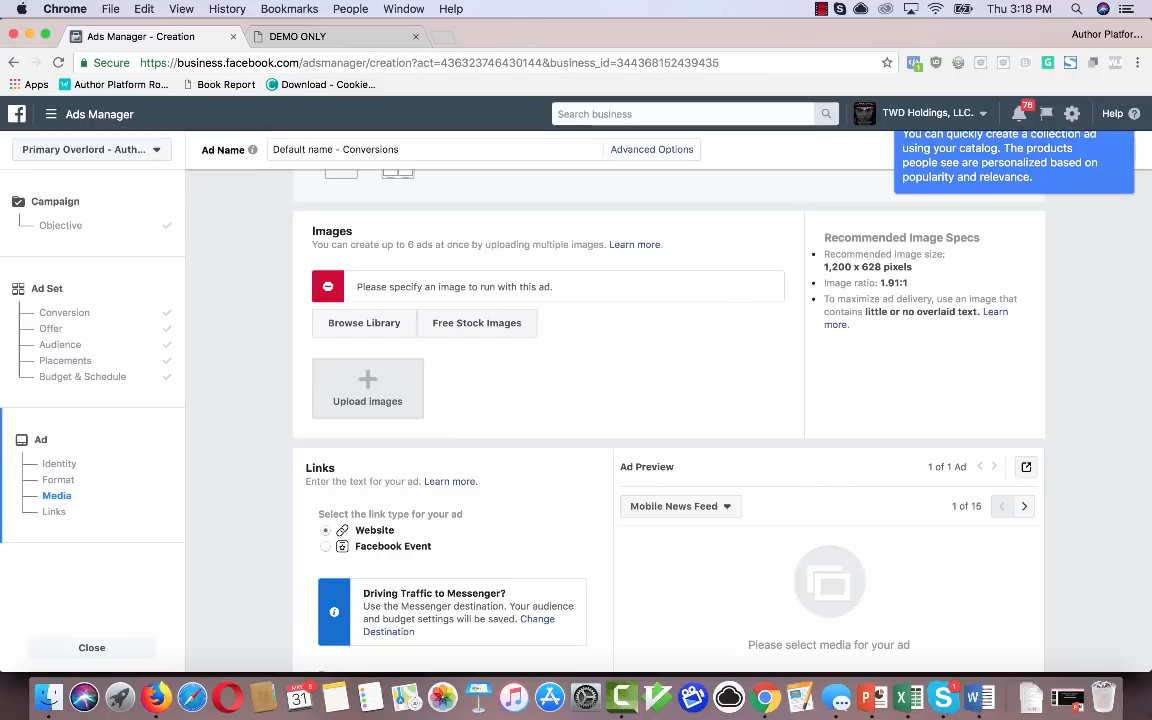 Chrome File Edit View History Bookmarks People Window Help Thu 3:18 PM
Ads Manager - Creation × DEMO ONLY × Author Platfor...
Secure https://business.facebook.com/adsmanager/creation?act=436323746430144&business_id=344368152439435
Apps Author Platform Ro... Book Report Download - Cookie...
Ads Manager Search business TWD Holdings, LLC. 76 Help
Primary Overlord - Auth... Ad Name Default name - Conversions Advanced Options
You can quickly create a collection ad
using your catalog. The products
people see are personalized based on
popularity and relevance.
Campaign
Objective
Ad Set
Conversion
Offer
Audience
Placements
Budget & Schedule
Ad
Identity
Format
Media
Links
Close
Images
You can create up to 6 ads at once by uploading multiple images. Learn more.
Please specify an image to run with this ad.
Browse Library Free Stock Images
Upload images
Recommended Image Specs
Recommended image size:
1,200 x 628 pixels
Image ratio: 1.91:1
To maximize ad delivery, use an image that
contains little or no overlaid text. Learn
more.
Links
Enter the text for your ad. Learn more.
Select the link type for your ad
Website
Facebook Event
Driving Traffic to Messenger?
Use the Messenger destination. Your audience
and budget settings will be saved. Change
Destination
Ad Preview 1 of 1 Ad
Mobile News Feed 1 of 15
Please select media for your ad
31